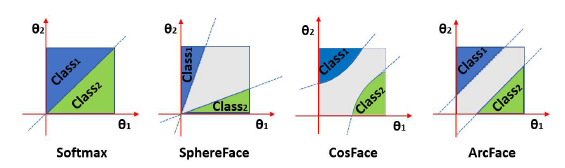 θ₂ Class₁ Class₂ θ₁
Softmax
θ₂ Class₁ Class₂ θ₁
SphereFace
θ₂ Class₁ Class₂ θ₁
CosFace
θ₂ Class₁ Class₂ θ₁
ArcFace